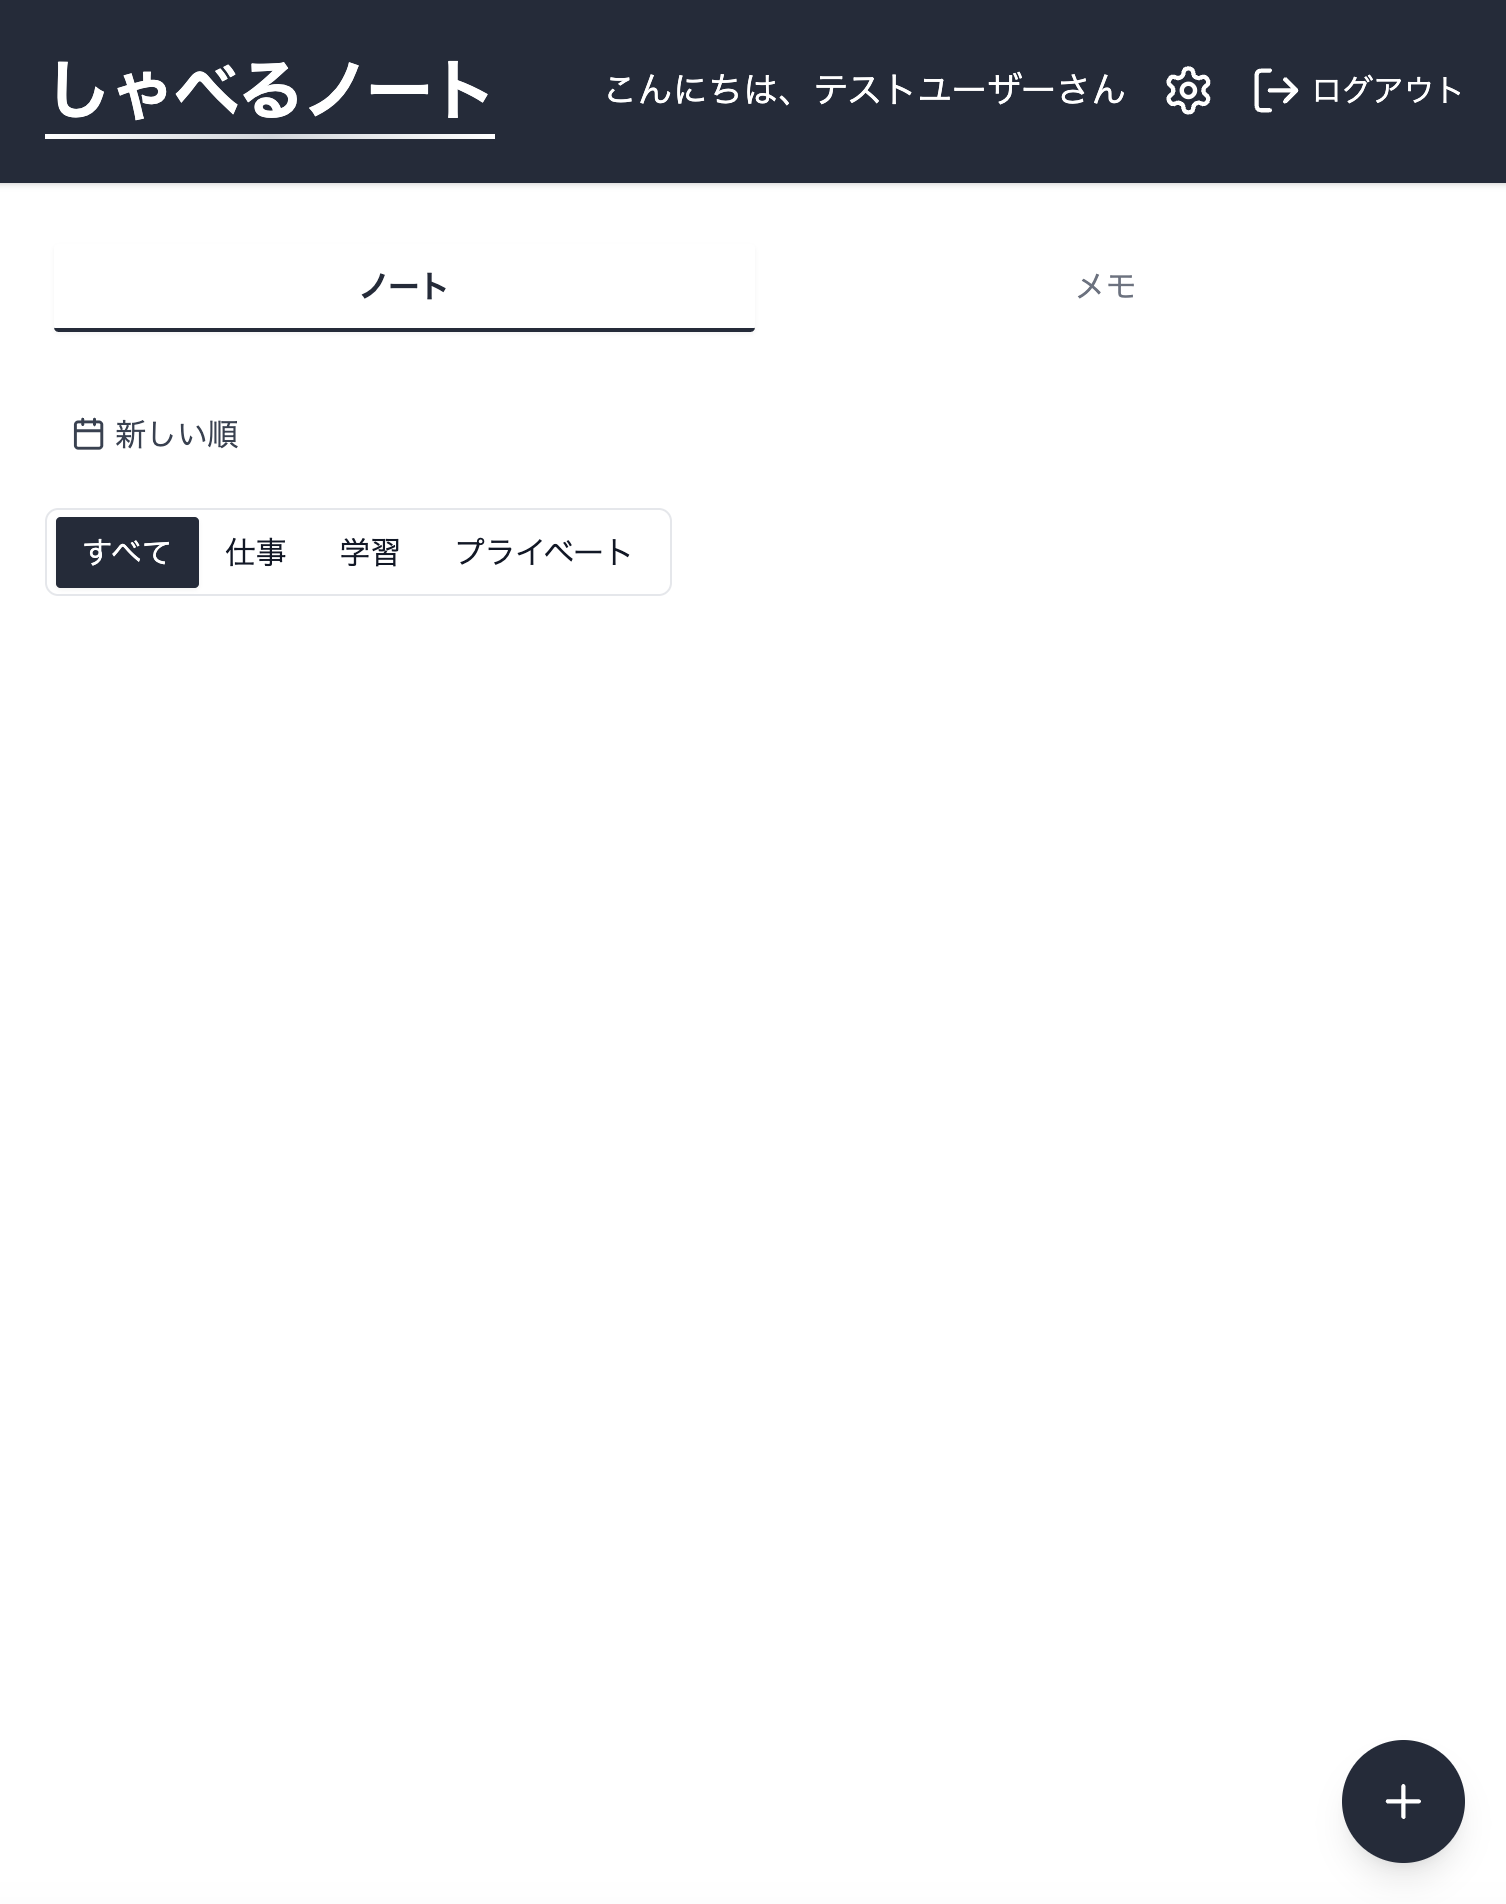 しゃべるノート
こんにちは、テストユーザーさん
ログアウト
ノート
メモ
新しい順
すべて
仕事
学習
プライベート